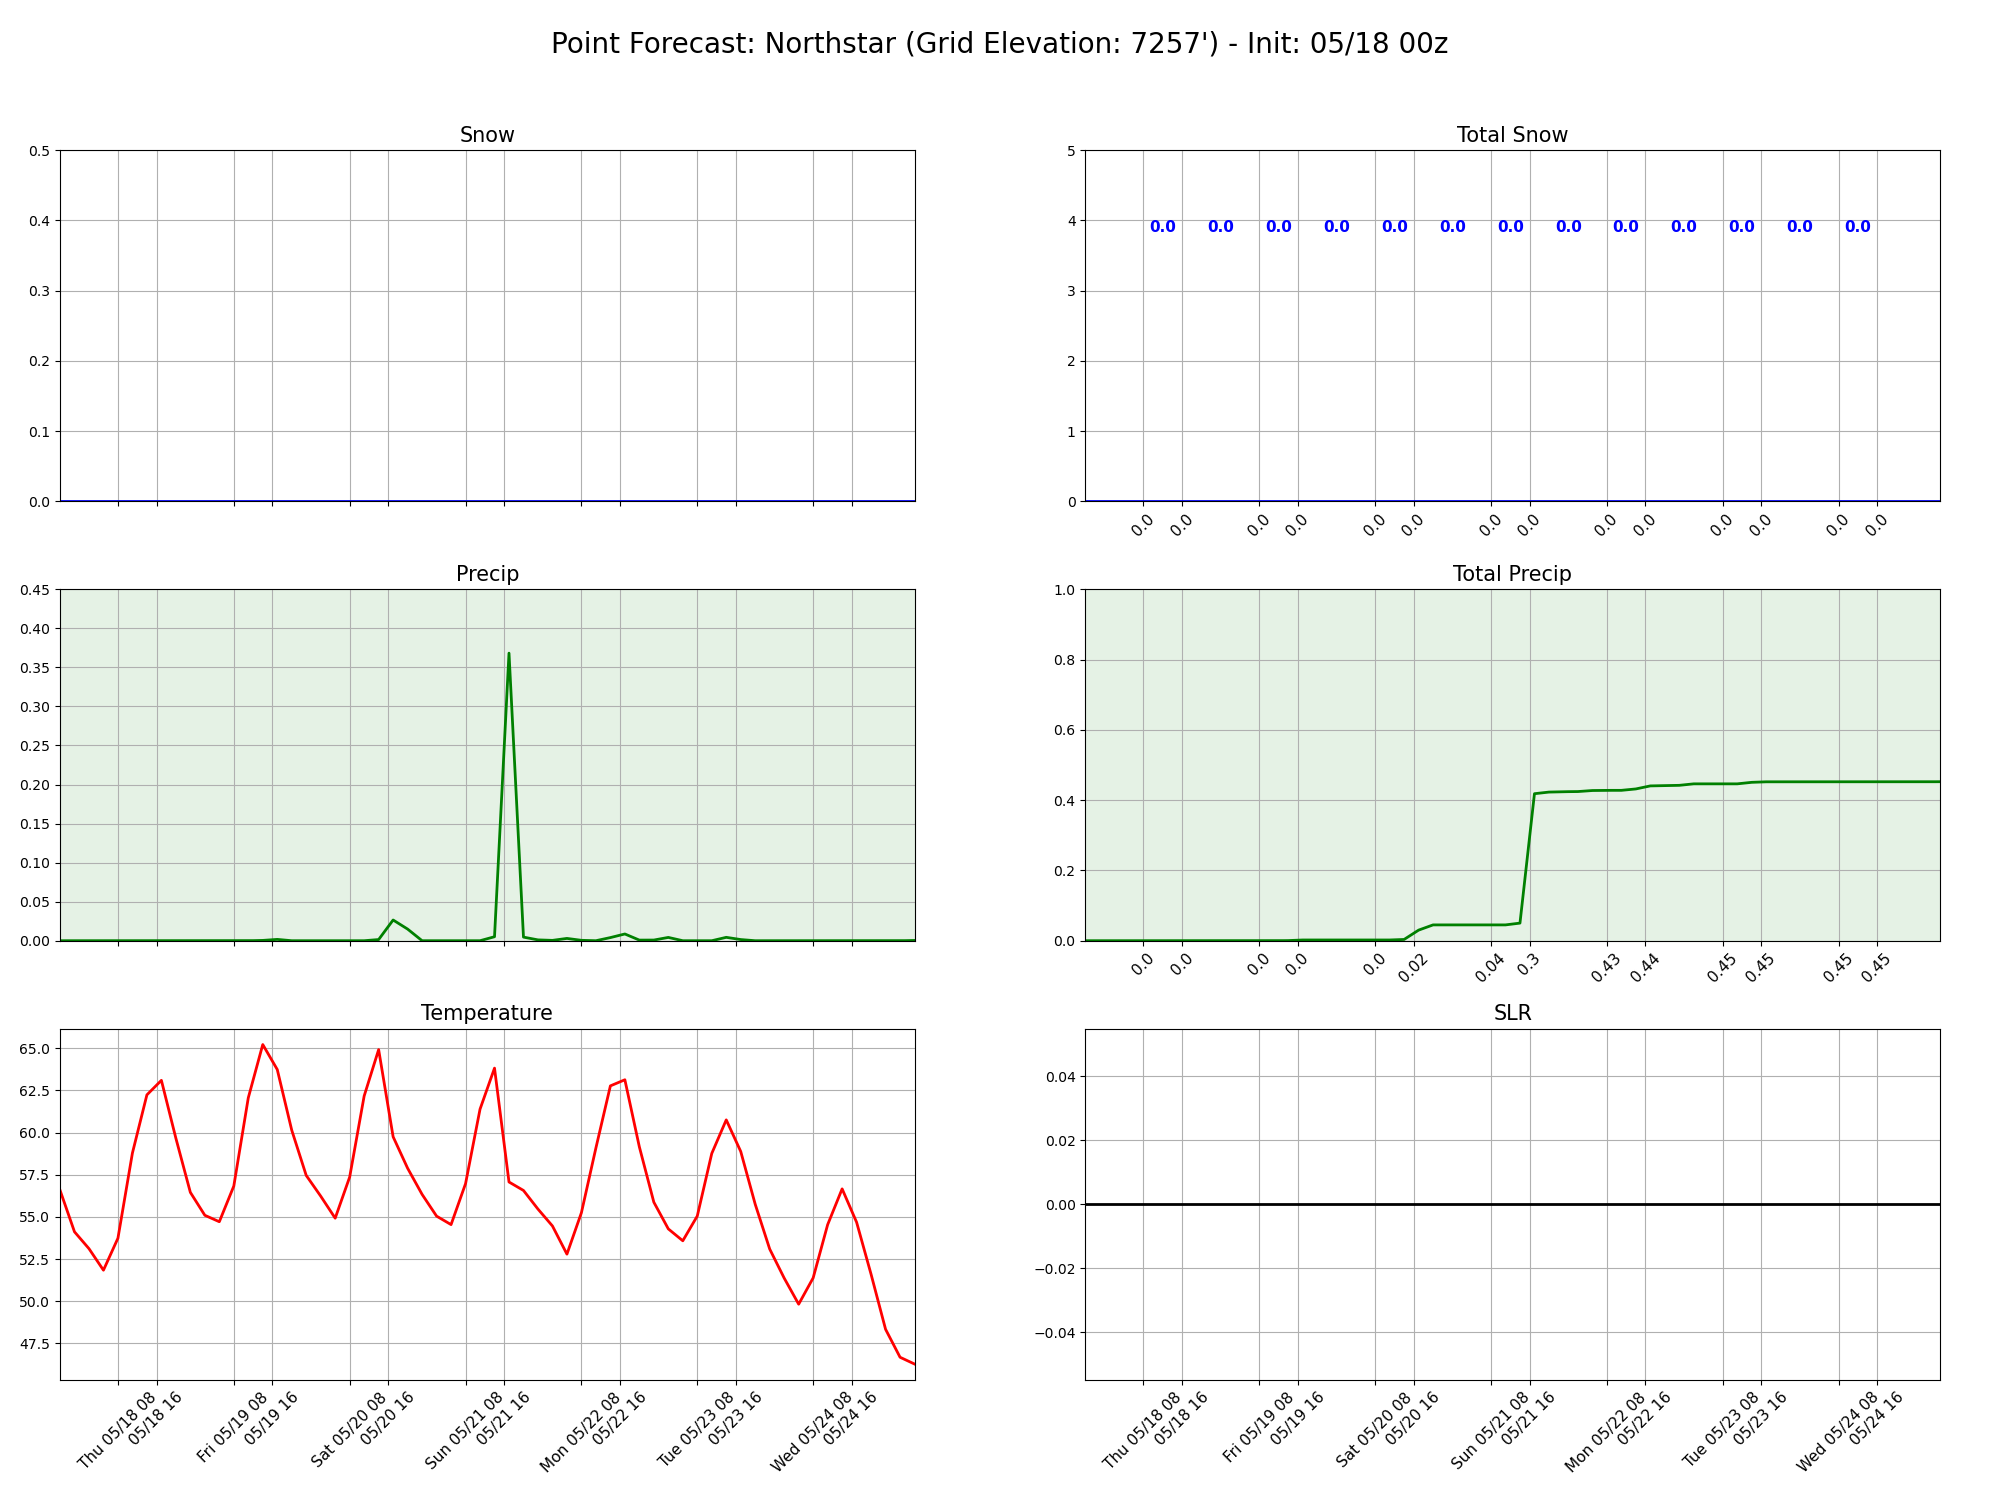 Point Forecast: Northstar (Grid Elevation: 7257') - Init: 05/18 00z
Snow
0.5
0.4
0.3
0.2
0.1
0.0
Total Snow
5
4
3
2
1
0
0.0 0.0 0.0 0.0 0.0 0.0 0.0 0.0 0.0 0.0 0.0 0.0 0.0
0.0 0.0 0.0 0.0 0.0 0.0 0.0 0.0 0.0 0.0 0.0 0.0 0.0 0.0
Precip
0.45
0.40
0.35
0.30
0.25
0.20
0.15
0.10
0.05
0.00
Total Precip
1.0
0.8
0.6
0.4
0.2
0.0
0.0 0.0 0.0 0.0 0.0 0.02 0.04 0.3 0.43 0.44 0.45 0.45 0.45 0.45
Temperature
65.0
62.5
60.0
57.5
55.0
52.5
50.0
47.5
Thu 05/18 08
05/18 16
Fri 05/19 08
05/19 16
Sat 05/20 08
05/20 16
Sun 05/21 08
05/21 16
Mon 05/22 08
05/22 16
Tue 05/23 08
05/23 16
Wed 05/24 08
05/24 16
SLR
0.04
0.02
0.00
−0.02
−0.04
Thu 05/18 08
05/18 16
Fri 05/19 08
05/19 16
Sat 05/20 08
05/20 16
Sun 05/21 08
05/21 16
Mon 05/22 08
05/22 16
Tue 05/23 08
05/23 16
Wed 05/24 08
05/24 16